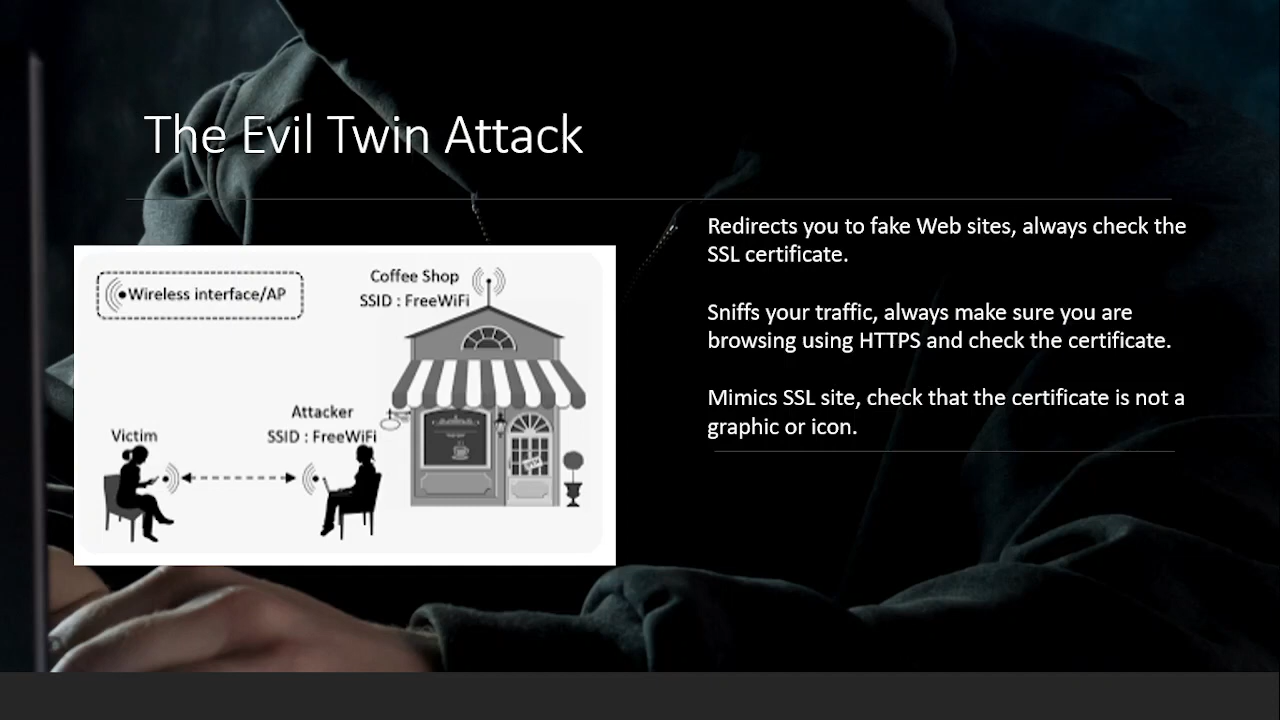 The Evil Twin Attack
Wireless interface/AP
Coffee Shop
SSID : FreeWiFi
Attacker
SSID : FreeWiFi
Victim
OPEN
Redirects you to fake Web sites, always check the
SSL certificate.
Sniffs your traffic, always make sure you are
browsing using HTTPS and check the certificate.
Mimics SSL site, check that the certificate is not a
graphic or icon.